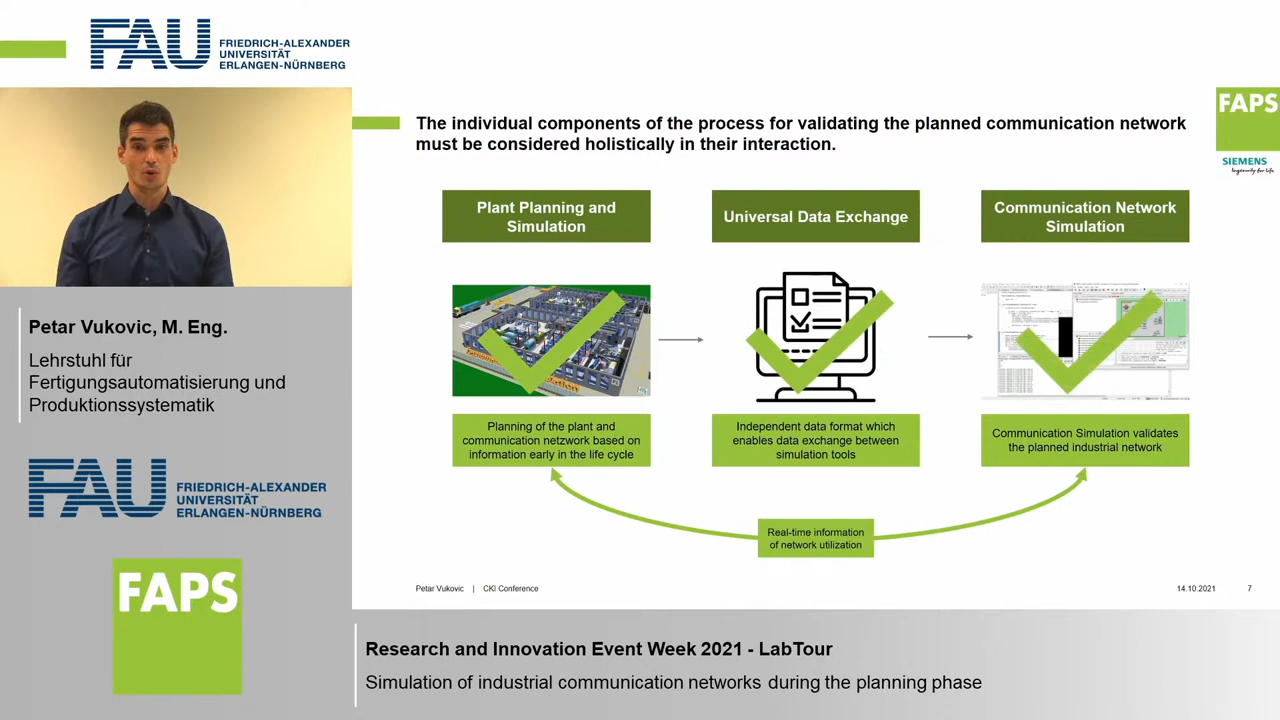 FAU FRIEDRICH-ALEXANDER
UNIVERSITÄT
ERLANGEN-NÜRNBERG
The individual components of the process for validating the planned communication network
must be considered holistically in their interaction.
FAPS
SIEMENS
Ingenuity for life
Plant Planning and
Simulation
Universal Data Exchange
Communication Network
Simulation
Planning of the plant and
communication netzwork based on
information early in the life cycle
Independent data format which
enables data exchange between
simulation tools
Communication Simulation validates
the planned industrial network
Real-time information
of network utilization
Petar Vukovic | CKI Conference
14.10.2021 7
Petar Vukovic, M. Eng.
Lehrstuhl für
Fertigungsautomatisierung und
Produktionssystematik
FAU FRIEDRICH-ALEXANDER
UNIVERSITÄT
ERLANGEN-NÜRNBERG
FAPS
Research and Innovation Event Week 2021 - LabTour
Simulation of industrial communication networks during the planning phase